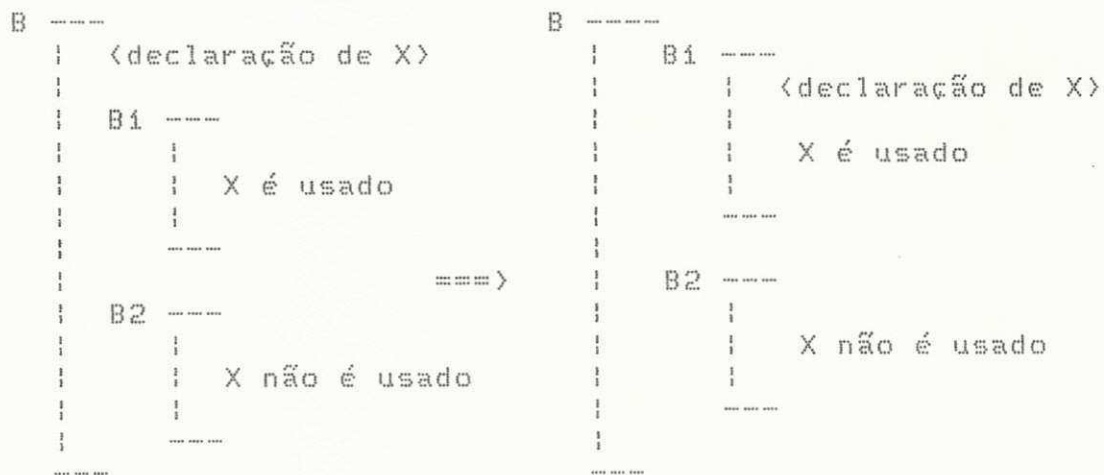 B ---- B ----
<declaração de X> B1 ---
<declaração de X>
B1 ---
X é usado
X é usado
---
---
===> B2 ---
B2 ---
X não é usado
X não é usado
---
---
--- ---